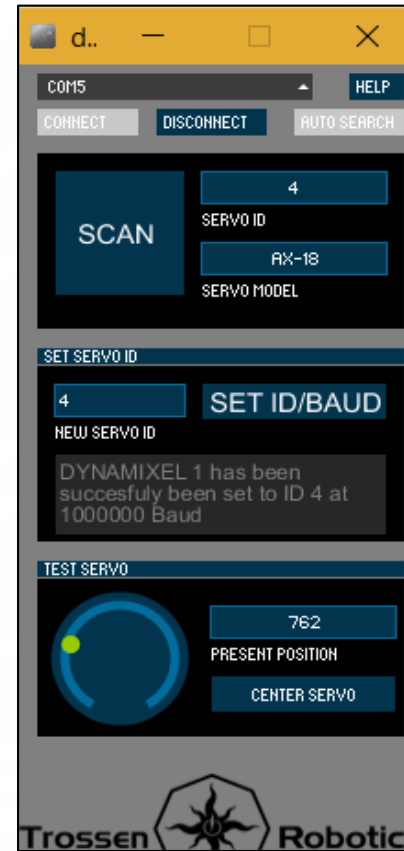 d..
COM5
HELP
CONNECT
DISCONNECT
AUTO SEARCH
SCAN
4
SERVO ID
AX-18
SERVO MODEL
SET SERVO ID
4
SET ID/BAUD
NEW SERVO ID
DYNAMIXEL 1 has been
succesfuly been set to ID 4 at
1000000 Baud
TEST SERVO
762
PRESENT POSITION
CENTER SERVO
Trossen Robotic